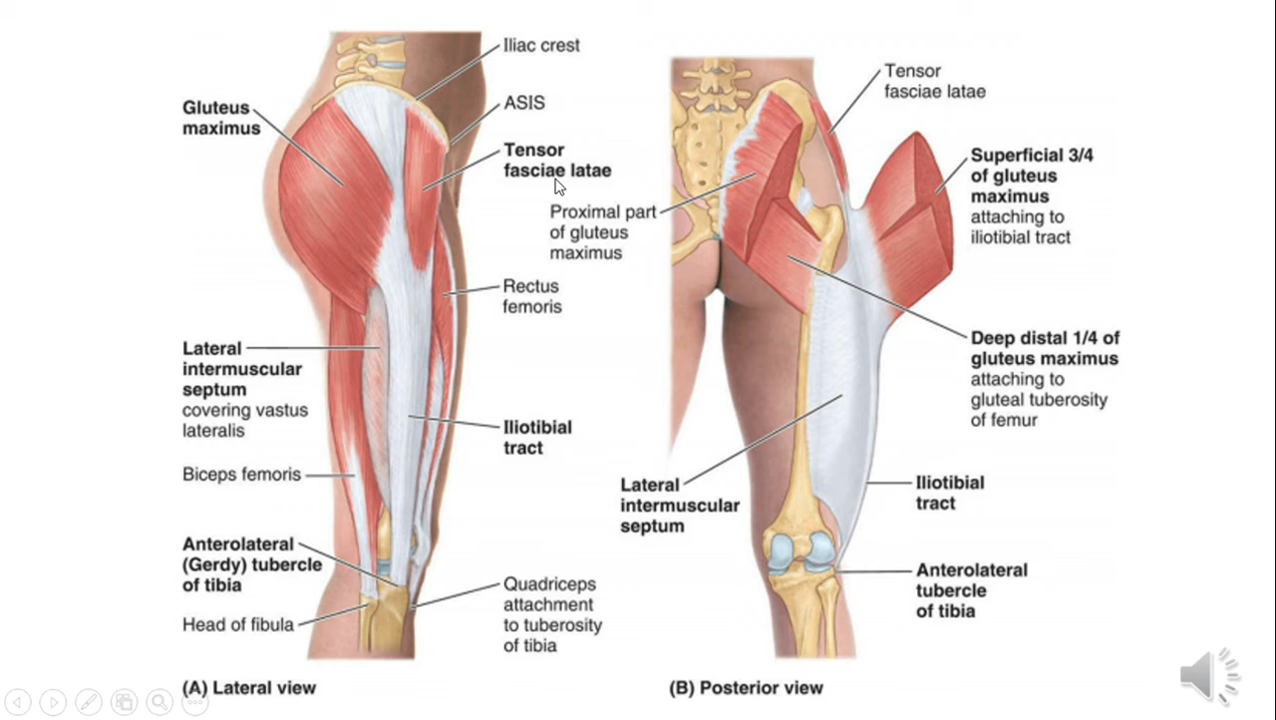 Iliac crest
Gluteus
maximus
ASIS
Tensor
fasciae latae
Proximal part
of gluteus
maximus
Rectus
femoris
Lateral
intermuscular
septum
covering vastus
lateralis
Iliotibial
tract
Biceps femoris
Anterolateral
(Gerdy) tubercle
of tibia
Head of fibula
Quadriceps
attachment
to tuberosity
of tibia
(A) Lateral view
Tensor
fasciae latae
Superficial 3/4
of gluteus
maximus
attaching to
iliotibial tract
Deep distal 1/4 of
gluteus maximus
attaching to
gluteal tuberosity
of femur
Lateral
intermuscular
septum
Iliotibial
tract
Anterolateral
tubercle
of tibia
(B) Posterior view